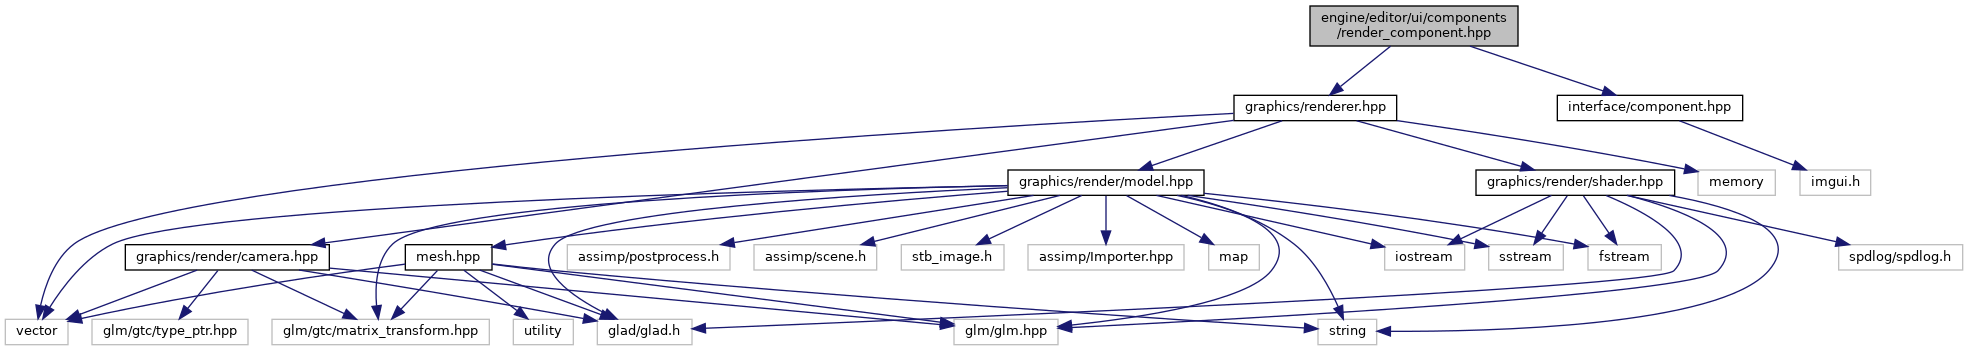 engine/editor/ui/components
/render_component.hpp
graphics/renderer.hpp
interface/component.hpp
graphics/render/model.hpp
graphics/render/shader.hpp
memory
imgui.h
graphics/render/camera.hpp
mesh.hpp
assimp/postprocess.h
assimp/scene.h
stb_image.h
assimp/Importer.hpp
map
iostream
sstream
fstream
spdlog/spdlog.h
vector
glm/gtc/type_ptr.hpp
glm/gtc/matrix_transform.hpp
utility
glad/glad.h
glm/glm.hpp
string